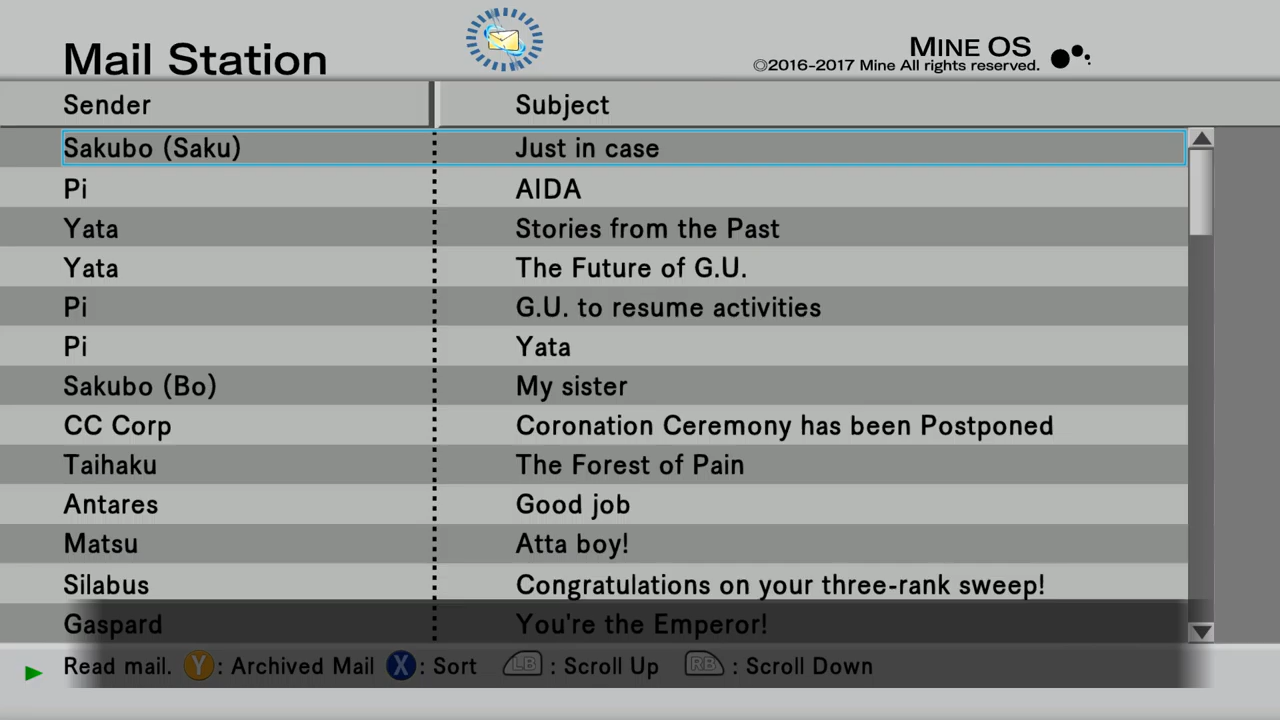 Mail Station
MINE OS
©2016-2017 Mine All rights reserved.
Sender Subject
Sakubo (Saku) Just in case
Pi AIDA
Yata Stories from the Past
Yata The Future of G.U.
Pi G.U. to resume activities
Pi Yata
Sakubo (Bo) My sister
CC Corp Coronation Ceremony has been Postponed
Taihaku The Forest of Pain
Antares Good job
Matsu Atta boy!
Silabus Congratulations on your three-rank sweep!
Gaspard You're the Emperor!
Read mail. Y : Archived Mail X : Sort LB : Scroll Up RB : Scroll Down